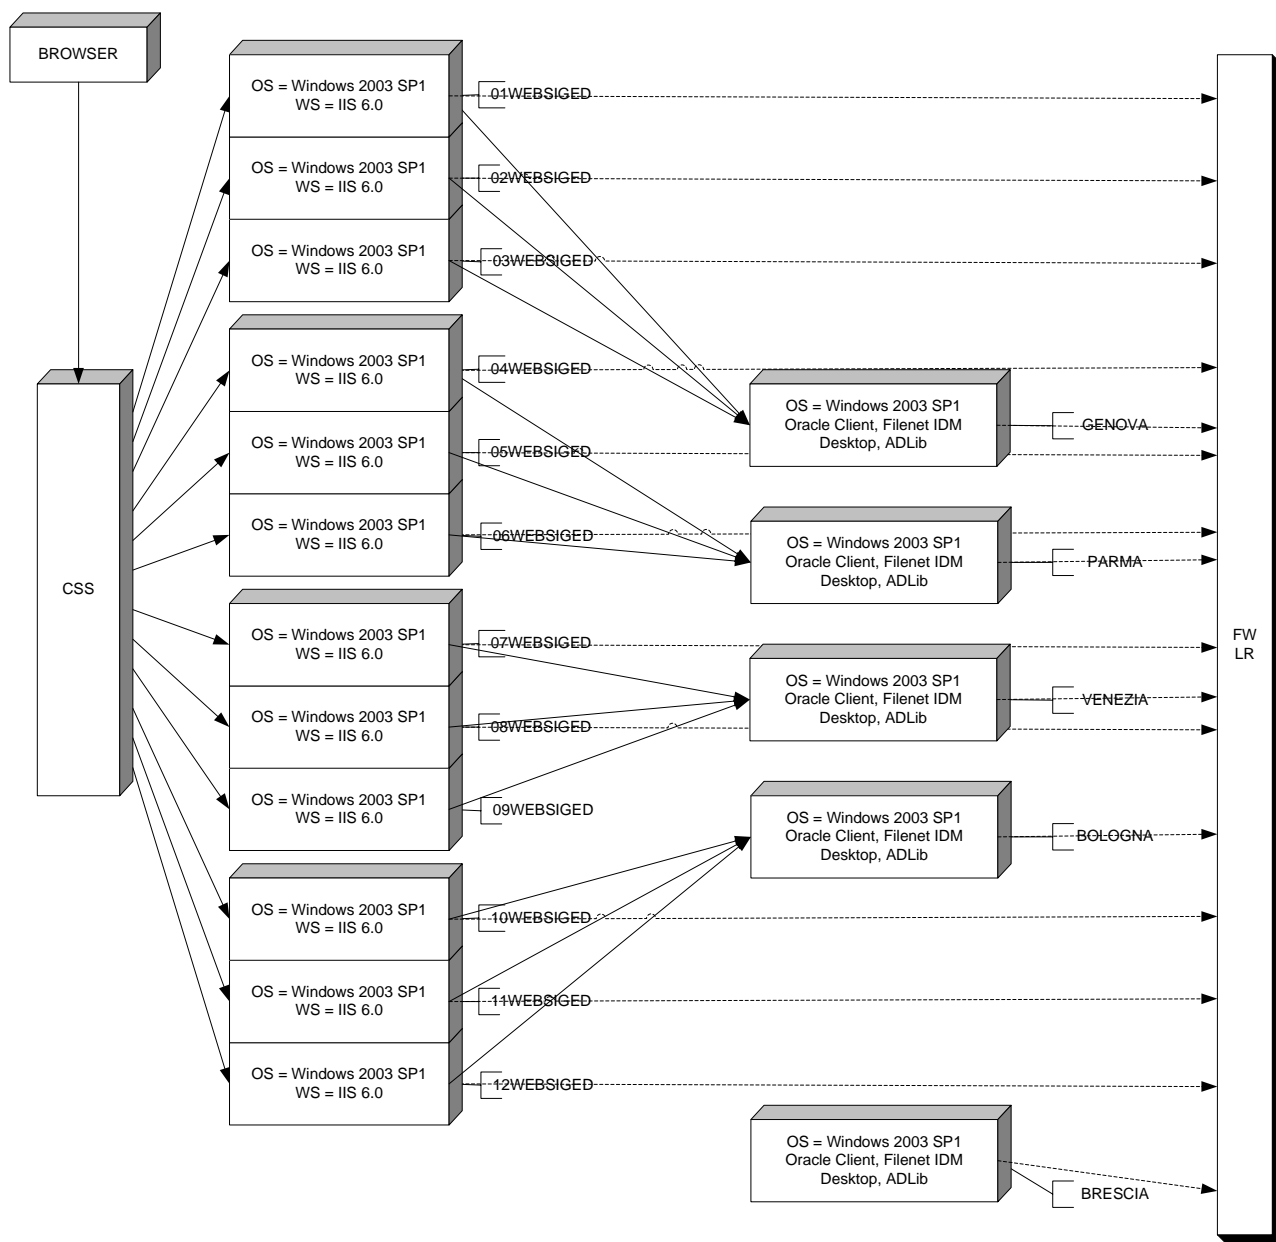 BROWSER
CSS
OS = Windows 2003 SP1
WS = IIS 6.0
01WEBSIGED
OS = Windows 2003 SP1
WS = IIS 6.0
02WEBSIGED
OS = Windows 2003 SP1
WS = IIS 6.0
03WEBSIGED
OS = Windows 2003 SP1
WS = IIS 6.0
04WEBSIGED
OS = Windows 2003 SP1
WS = IIS 6.0
05WEBSIGED
OS = Windows 2003 SP1
WS = IIS 6.0
06WEBSIGED
OS = Windows 2003 SP1
WS = IIS 6.0
07WEBSIGED
OS = Windows 2003 SP1
WS = IIS 6.0
08WEBSIGED
OS = Windows 2003 SP1
WS = IIS 6.0
09WEBSIGED
OS = Windows 2003 SP1
WS = IIS 6.0
10WEBSIGED
OS = Windows 2003 SP1
WS = IIS 6.0
11WEBSIGED
OS = Windows 2003 SP1
WS = IIS 6.0
12WEBSIGED
OS = Windows 2003 SP1
Oracle Client, Filenet IDM
Desktop, ADLib
GENOVA
OS = Windows 2003 SP1
Oracle Client, Filenet IDM
Desktop, ADLib
PARMA
OS = Windows 2003 SP1
Oracle Client, Filenet IDM
Desktop, ADLib
VENEZIA
OS = Windows 2003 SP1
Oracle Client, Filenet IDM
Desktop, ADLib
BOLOGNA
OS = Windows 2003 SP1
Oracle Client, Filenet IDM
Desktop, ADLib
BRESCIA
FW
LR